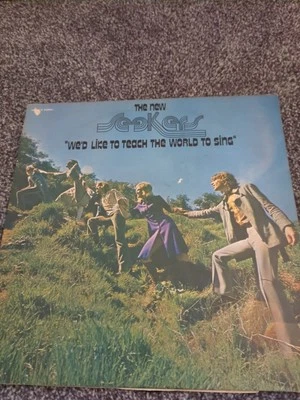 THE NEW
SEEKERS
"WE'D LIKE TO TEACH THE WORLD TO SING"